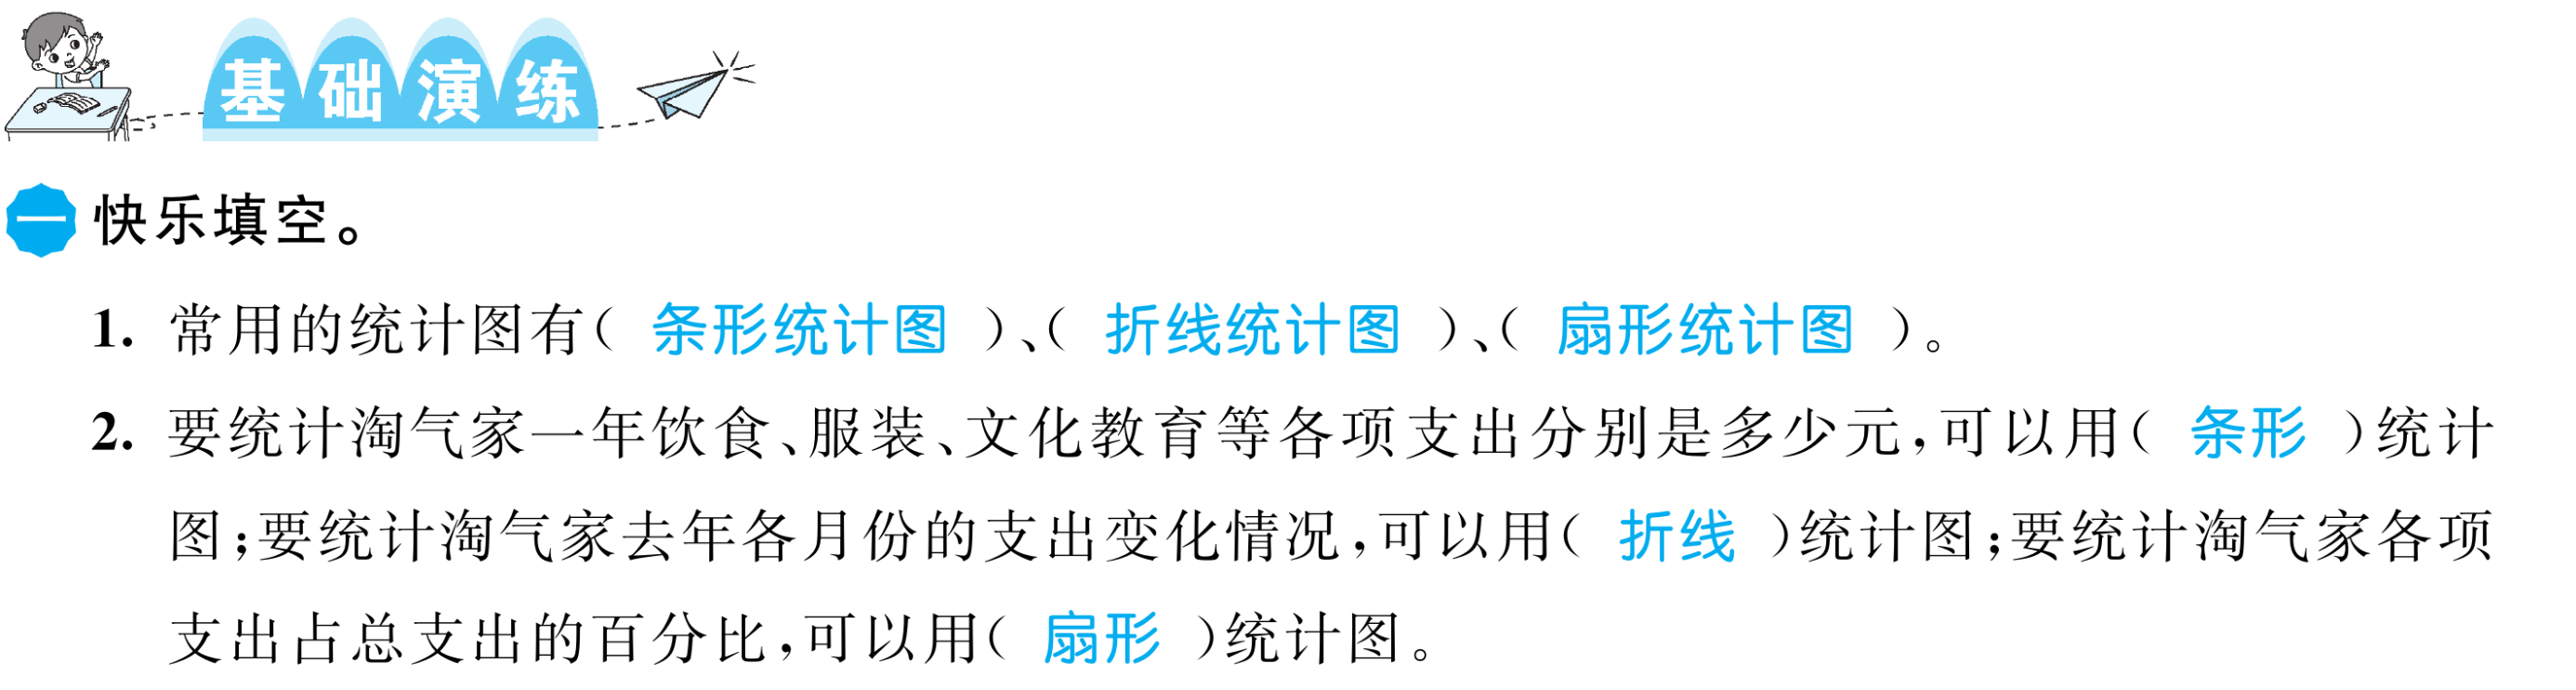 基础演练
一 快乐填空。
1. 常用的统计图有( 条形统计图 )、( 折线统计图 )、( 扇形统计图 )。
2. 要统计淘气家一年饮食、服装、文化教育等各项支出分别是多少元,可以用( 条形 )统计
图;要统计淘气家去年各月份的支出变化情况,可以用( 折线 )统计图;要统计淘气家各项
支出占总支出的百分比,可以用( 扇形 )统计图。